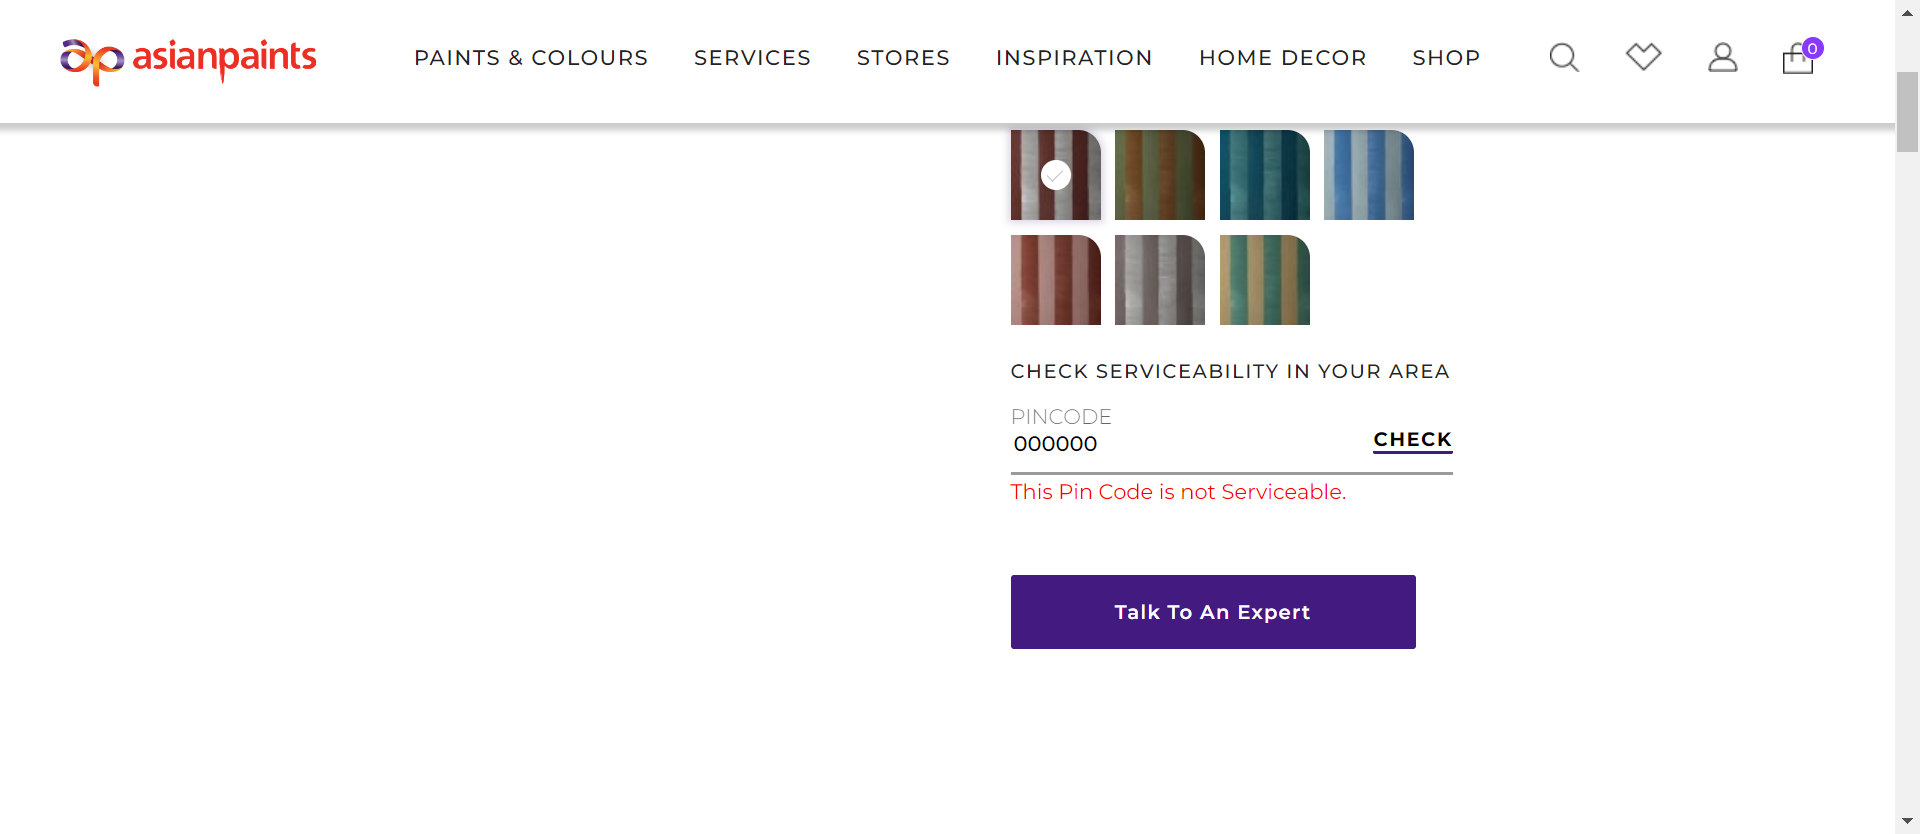 asianpaints
PAINTS & COLOURS SERVICES STORES INSPIRATION HOME DECOR SHOP
0
CHECK SERVICEABILITY IN YOUR AREA
PINCODE
000000
CHECK
This Pin Code is not Serviceable.
Talk To An Expert